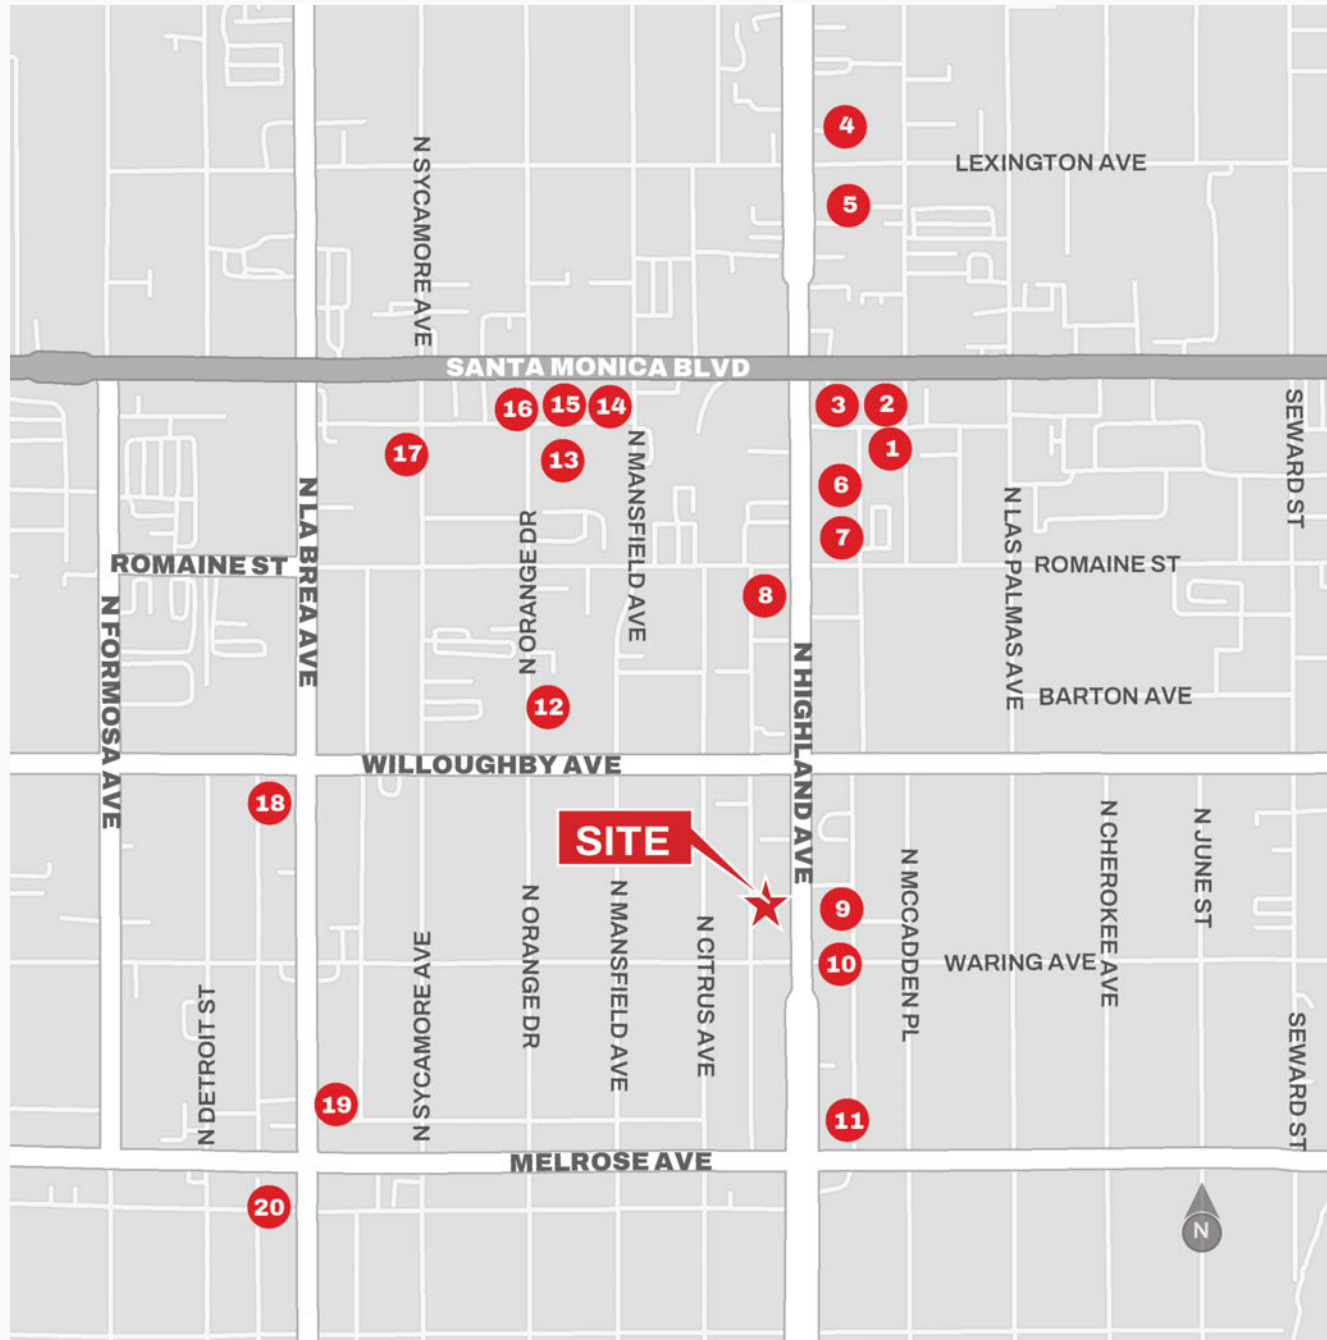 4
LEXINGTON AVE
5
N SYCAMORE AVE
SANTA MONICA BLVD
16
15
14
3
2
SEWARD ST
17
13
N MANSFIELD AVE
1
6
N LA BREA AVE
N ORANGE DR
N LAS PALMAS AVE
7
ROMAINE ST
ROMAINE ST
8
N FORMOSA AVE
N HIGHLAND AVE
12
BARTON AVE
WILLOUGHBY AVE
18
SITE
N CHEROKEE AVE
N JUNE ST
N MCCADDEN PL
9
N ORANGE DR
N MANSFIELD AVE
N CITRUS AVE
N SYCAMORE AVE
10
WARING AVE
N DETROIT ST
SEWARD ST
19
11
MELROSE AVE
20
N